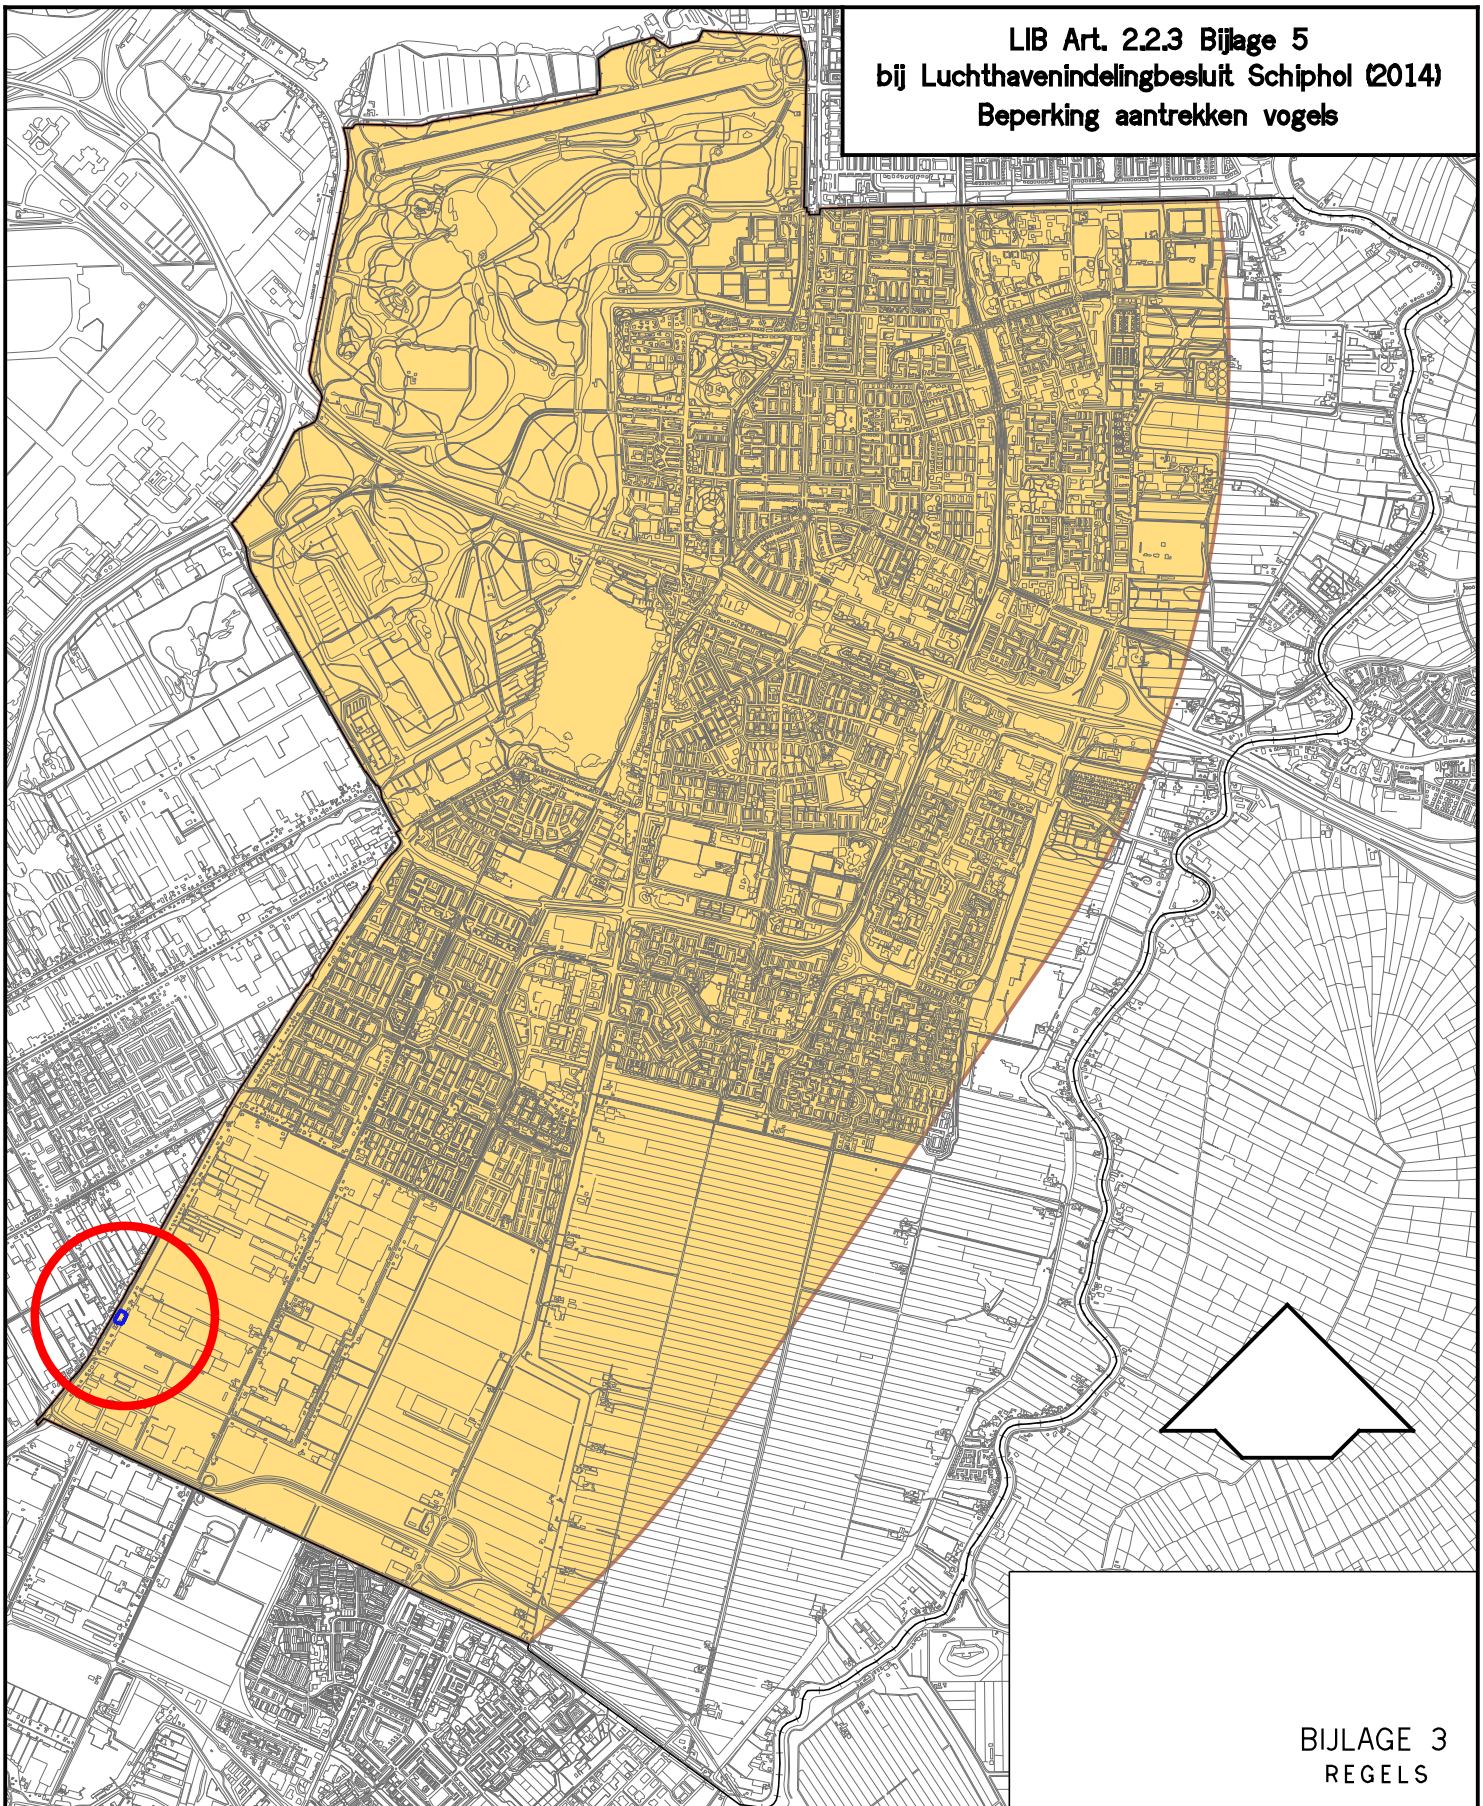 LIB Art. 2.2.3 Bijlage 5
bij Luchthavenindelingbesluit Schiphol (2014)
Beperking aantrekken vogels
BIJLAGE 3
REGELS